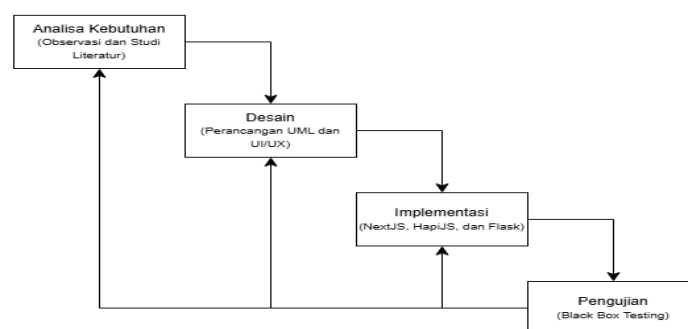 Analisa Kebutuhan
(Observasi dan Studi
Literatur)
Desain
(Perancangan UML dan
UI/UX)
Implementasi
(NextJS, HapiJS, dan Flask)
Pengujian
(Black Box Testing)